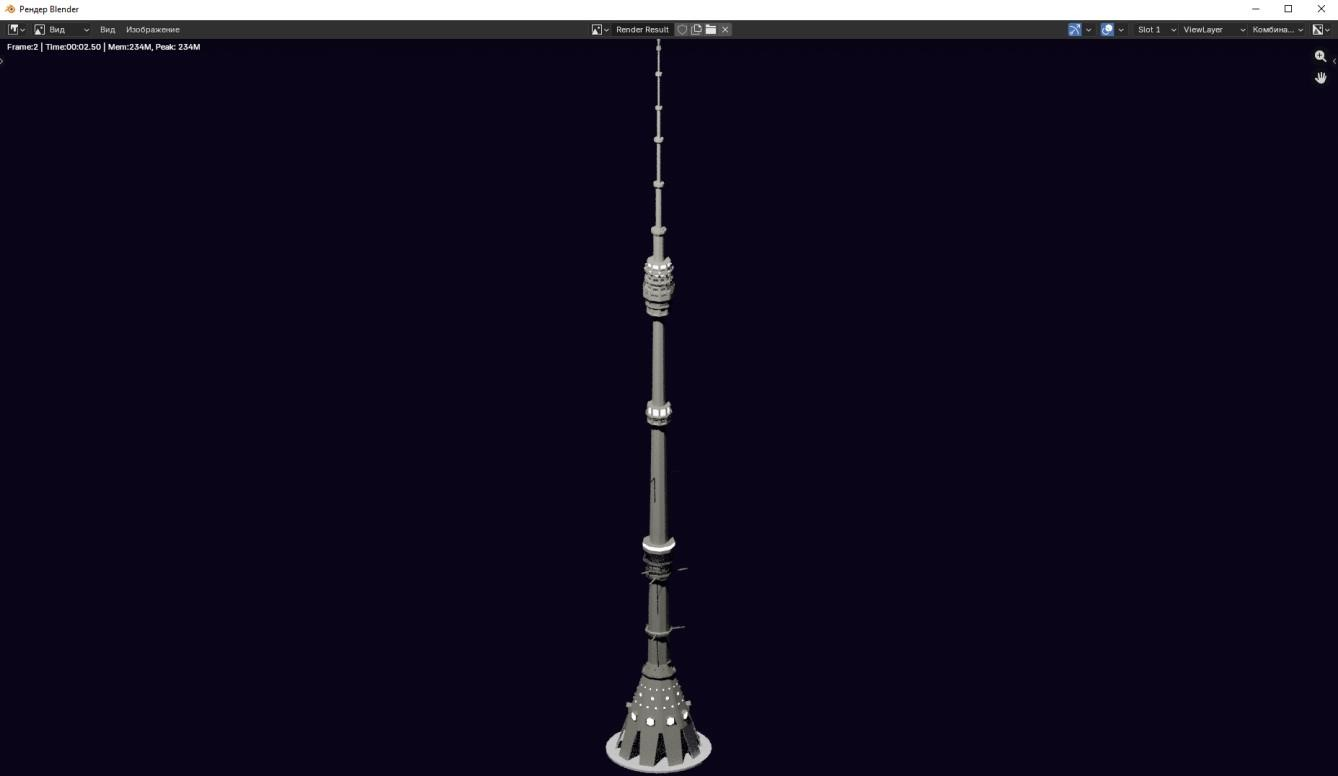 Рендер Blender
Вид Вид Изображение Render Result Slot 1 ViewLayer Комбина...
Frame:2 | Time:00:02.50 | Mem:234M, Peak: 234M